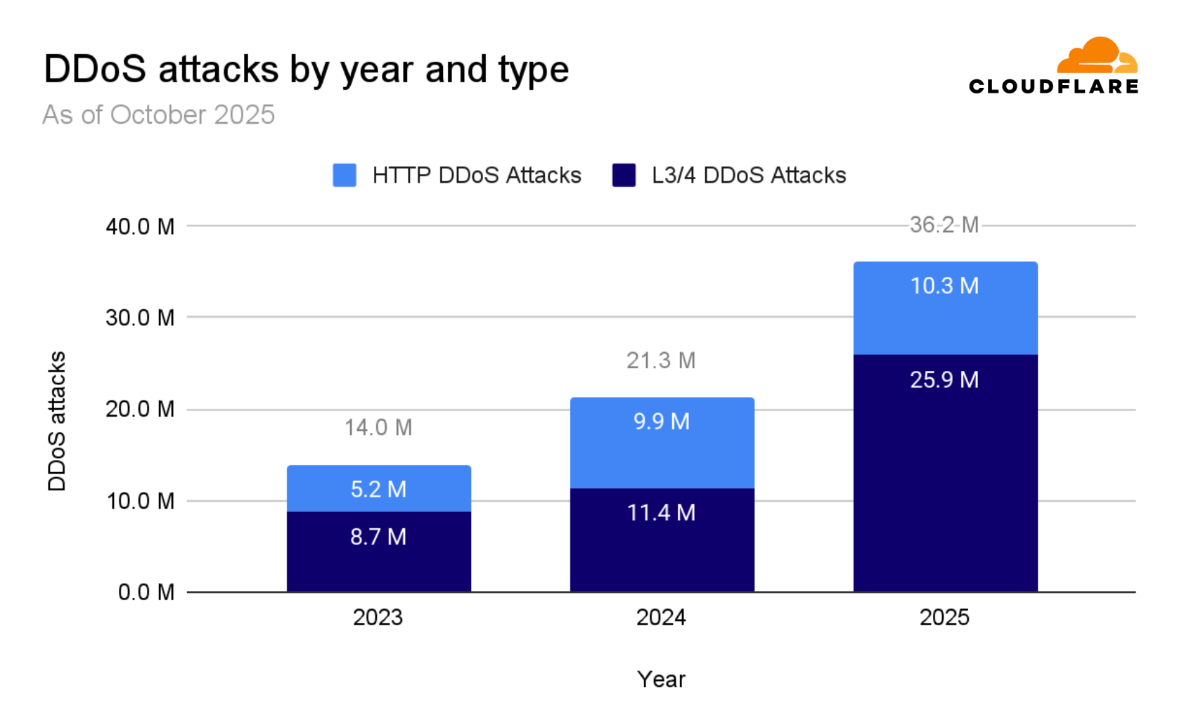 DDoS attacks by year and type
As of October 2025
CLOUDFLARE
HTTP DDoS Attacks
L3/4 DDoS Attacks
DDoS attacks
40.0 M
30.0 M
20.0 M
10.0 M
0.0 M
14.0 M
5.2 M
8.7 M
21.3 M
9.9 M
11.4 M
36.2 M
10.3 M
25.9 M
2023
2024
2025
Year